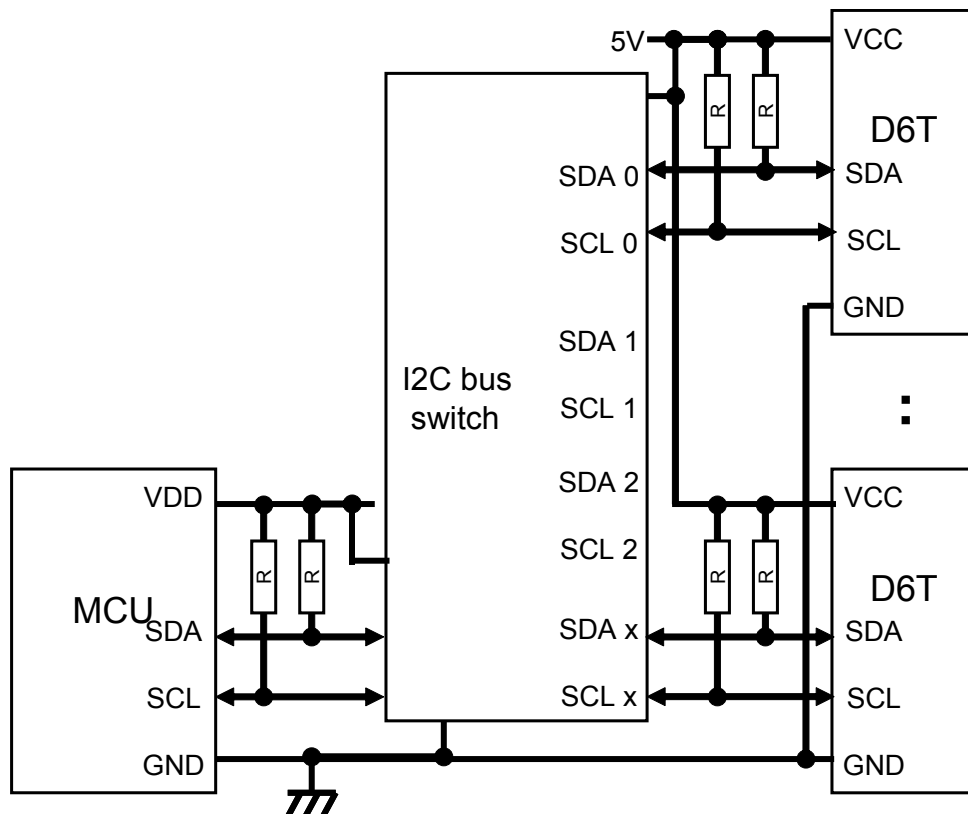 5V
VCC
R
R
D6T
SDA 0
SDA
SCL 0
SCL
GND
SDA 1
I2C bus
switch
SCL 1
:
VDD
SDA 2
VCC
R
R
SCL 2
R
R
D6T
MCU
SDA
SDA x
SDA
SCL
SCL x
SCL
GND
GND